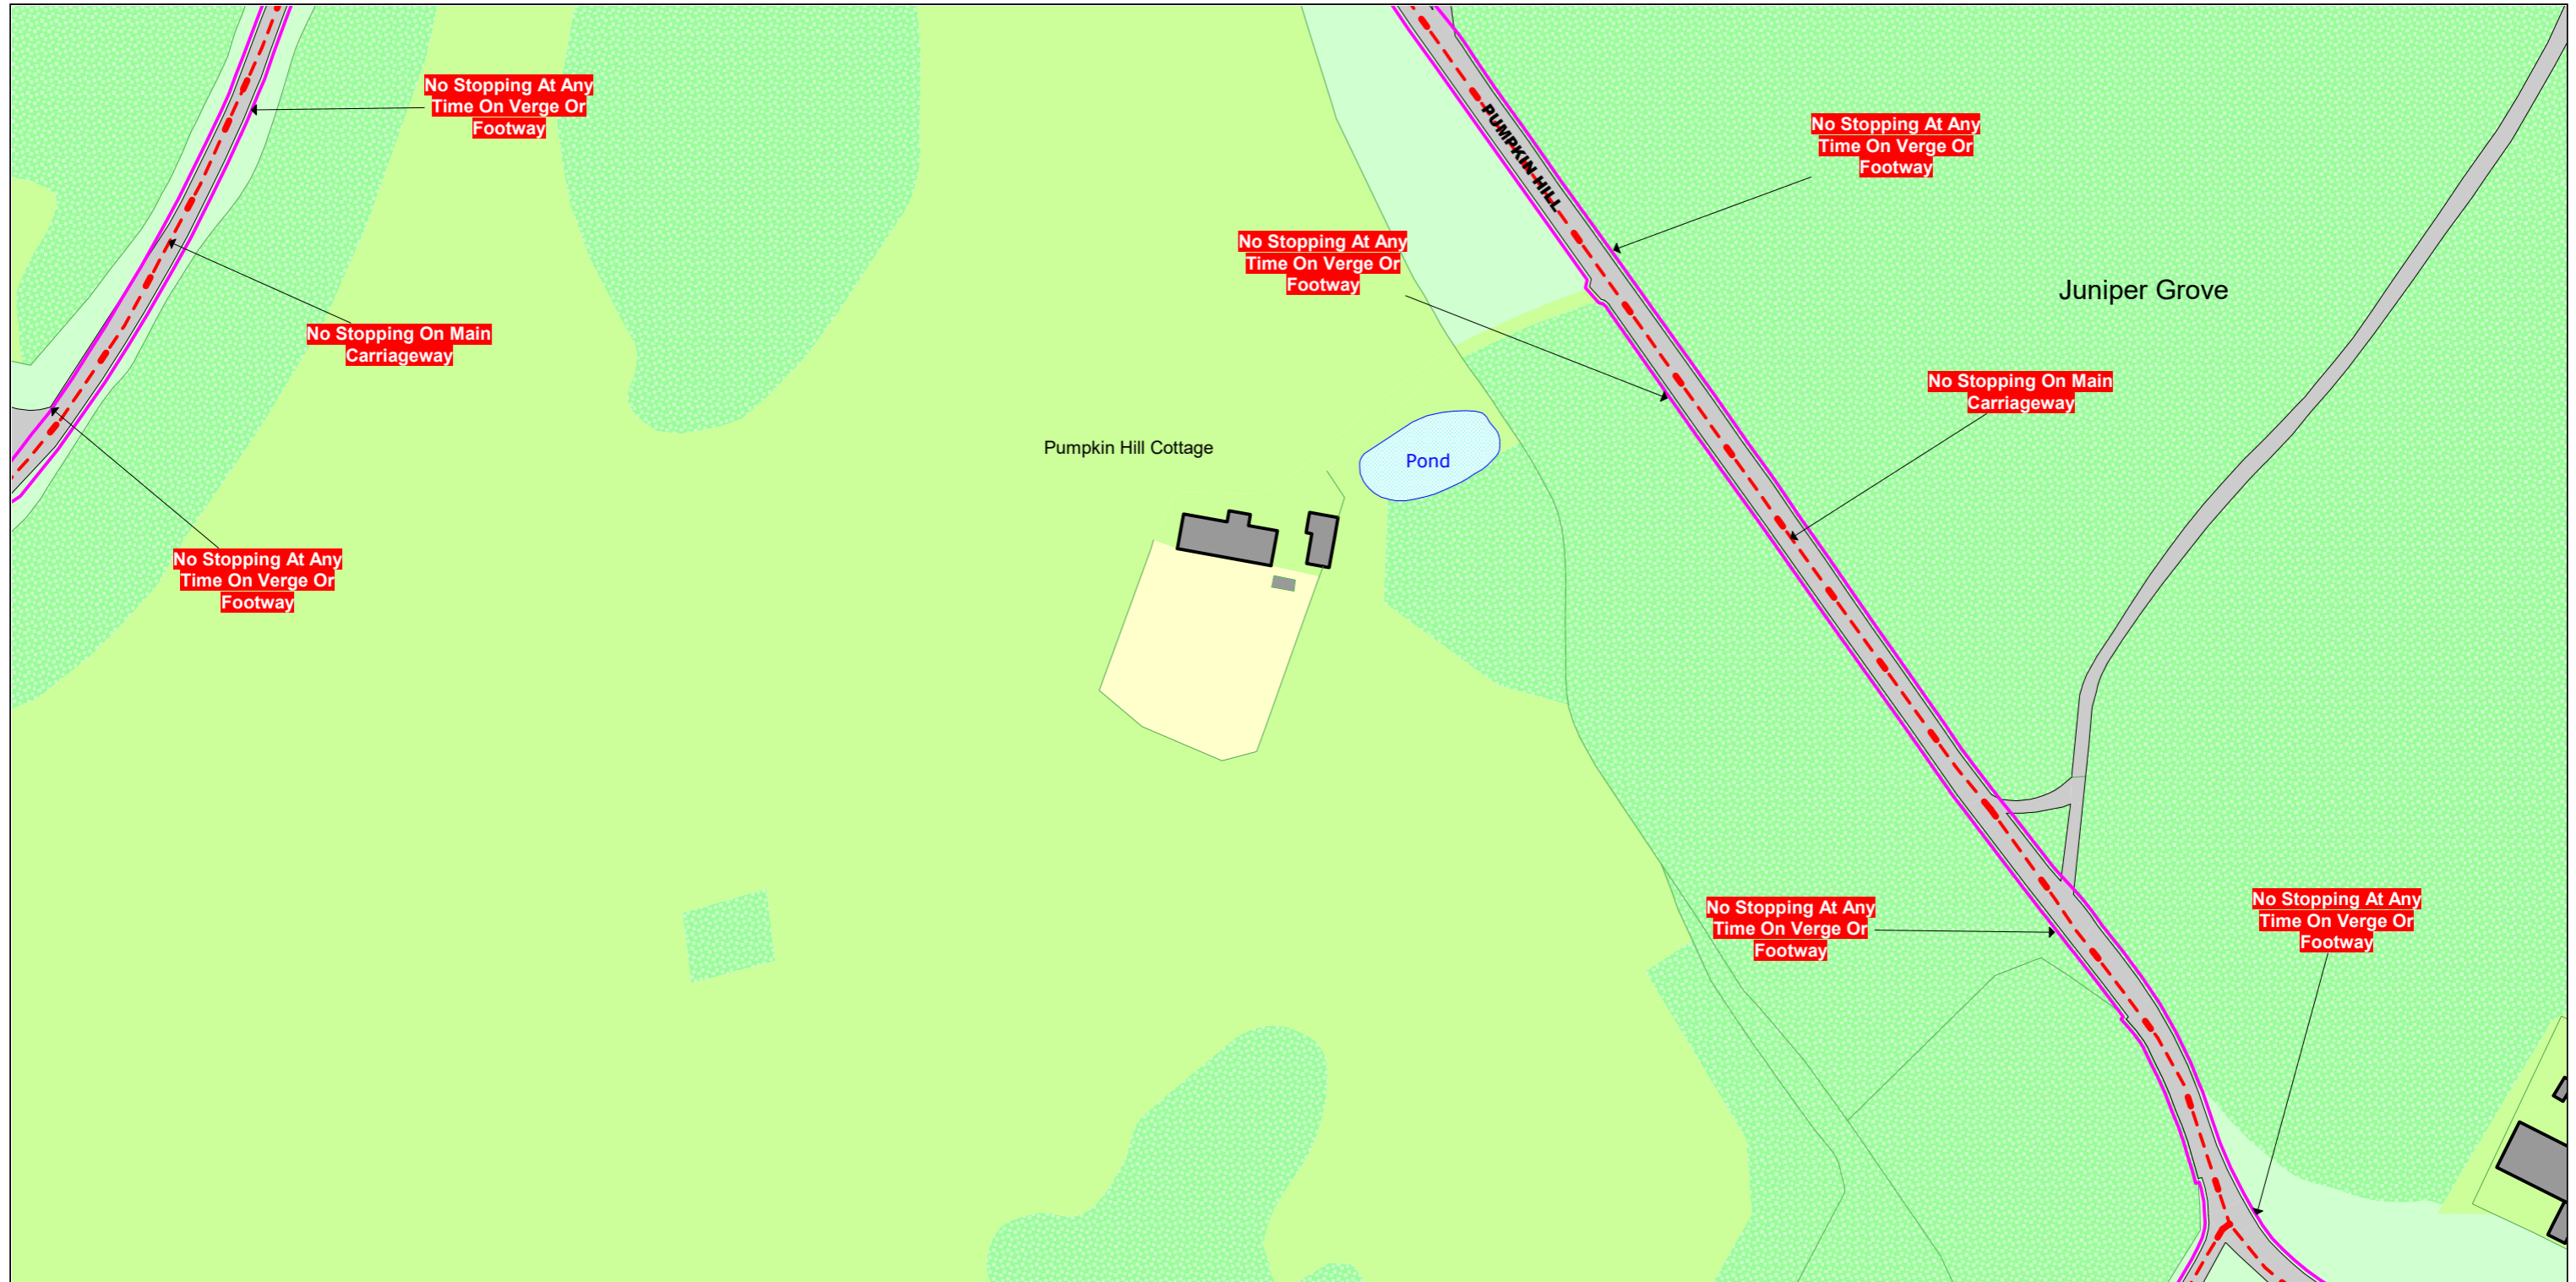 No Stopping At Any
Time On Verge Or
Footway
PUMPKIN HILL
No Stopping At Any
Time On Verge Or
Footway
No Stopping At Any
Time On Verge Or
Footway
Juniper Grove
No Stopping On Main
Carriageway
No Stopping On Main
Carriageway
Pumpkin Hill Cottage
Pond
No Stopping At Any
Time On Verge Or
Footway
No Stopping At Any
Time On Verge Or
Footway
No Stopping At Any
Time On Verge Or
Footway